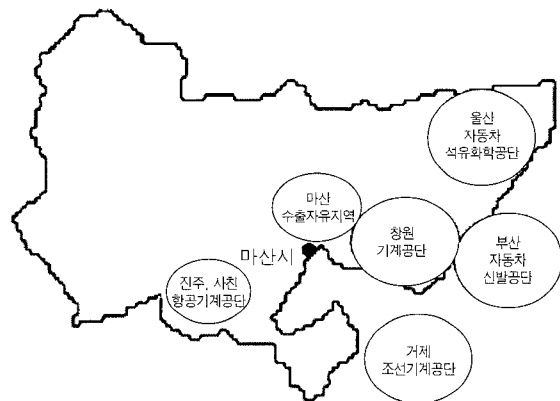 울산
자동차
석유화학공단
마산
수출자유지역
창원
기계공단
부산
자동차
신발공단
마산시
진주, 사천
항공기계공단
거제
조선기계공단